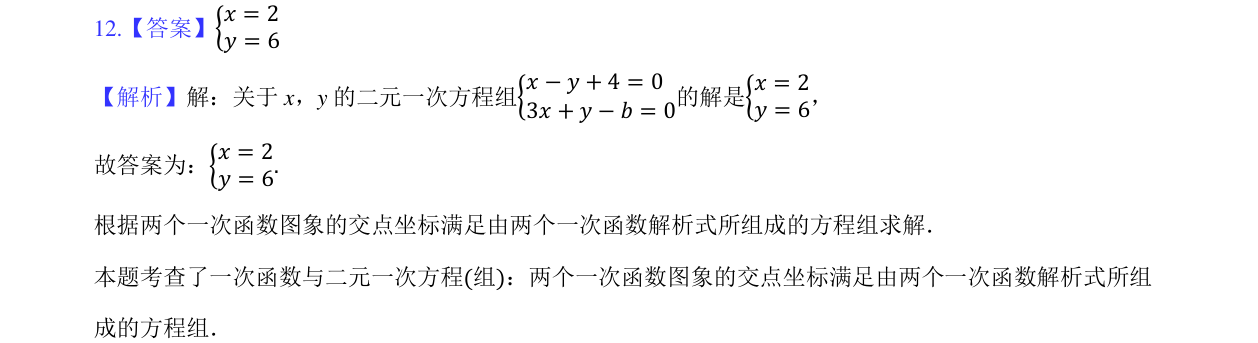 12.【答案】{x = 2
y = 6
【解析】解：关于 x，y 的二元一次方程组{x − y + 4 = 0
3x + y − b = 0的解是{x = 2
y = 6，
故答案为：{x = 2
y = 6.
根据两个一次函数图象的交点坐标满足由两个一次函数解析式所组成的方程组求解．
本题考查了一次函数与二元一次方程(组)：两个一次函数图象的交点坐标满足由两个一次函数解析式所组
成的方程组．